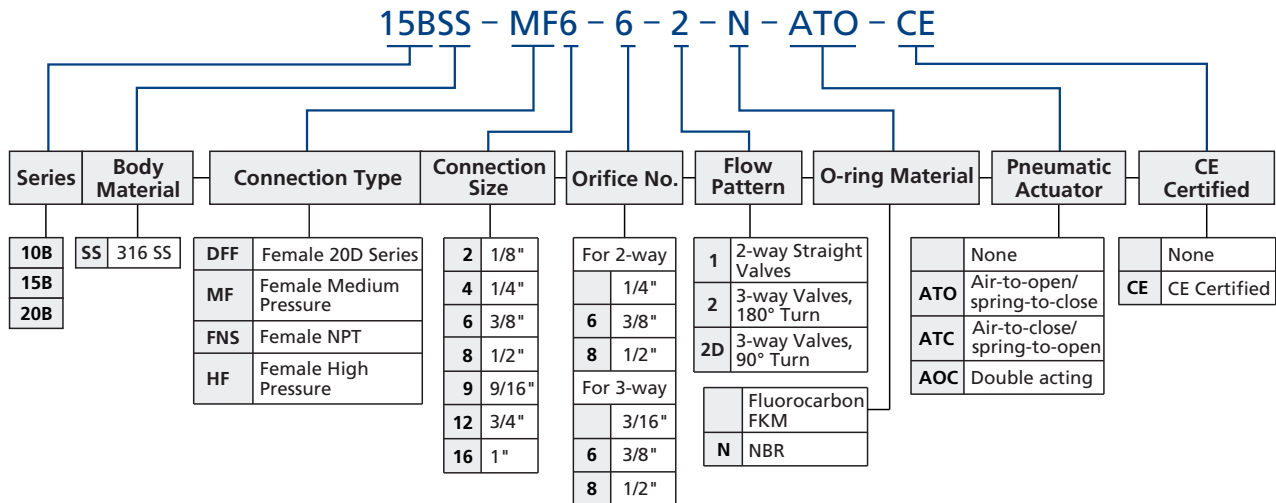 15BSS – MF6 – 6 – 2 – N – ATO – CE
Series
Body
Material
Connection Type
Connection
Size
Orifice No.
Flow
Pattern
O-ring Material
Pneumatic
Actuator
CE
Certified
10B
15B
20B
SS 316 SS
DFF Female 20D Series
MF Female Medium
Pressure
FNS Female NPT
HF Female High
Pressure
2 1/8"
4 1/4"
6 3/8"
8 1/2"
9 9/16"
12 3/4"
16 1"
For 2-way
1/4"
6 3/8"
8 1/2"
For 3-way
3/16"
6 3/8"
8 1/2"
1 2-way Straight
Valves
2 3-way Valves,
180° Turn
2D 3-way Valves,
90° Turn
Fluorocarbon
FKM
N NBR
None
ATO Air-to-open/
spring-to-close
ATC Air-to-close/
spring-to-open
AOC Double acting
None
CE CE Certified